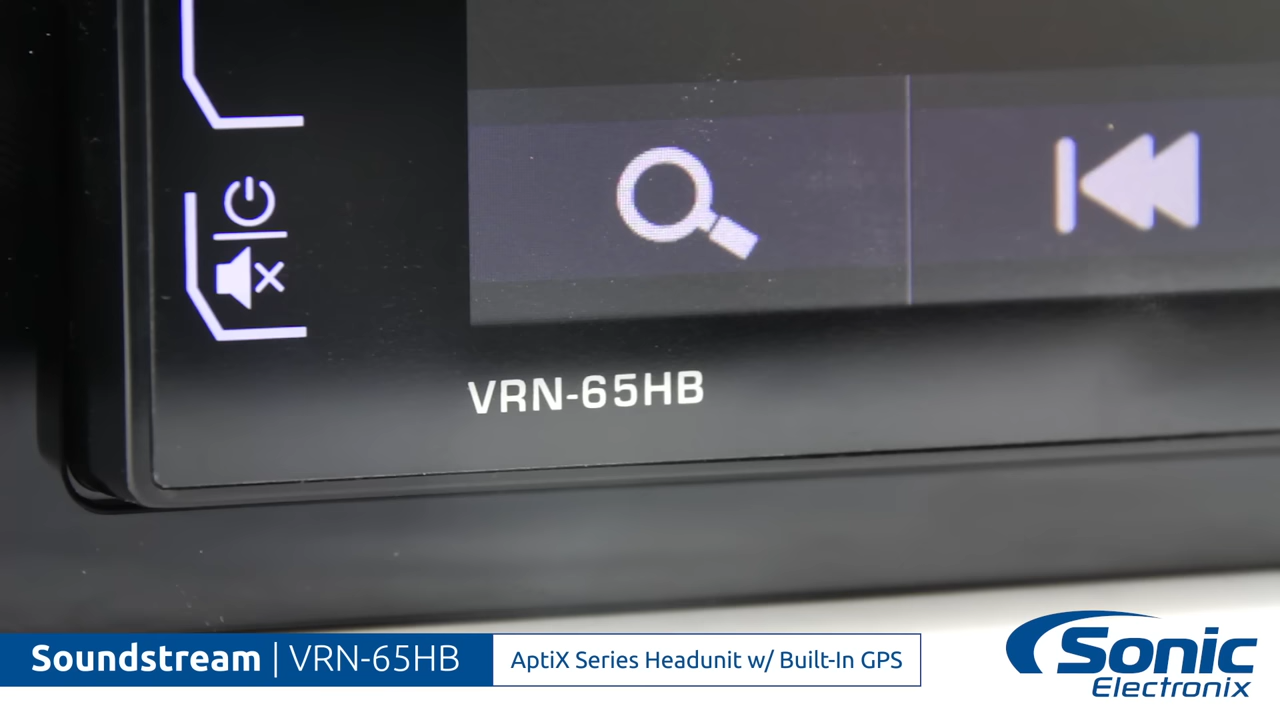 VRN-65HB
Soundstream | VRN-65HB
AptiX Series Headunit w/ Built-In GPS
Sonic
Electronix